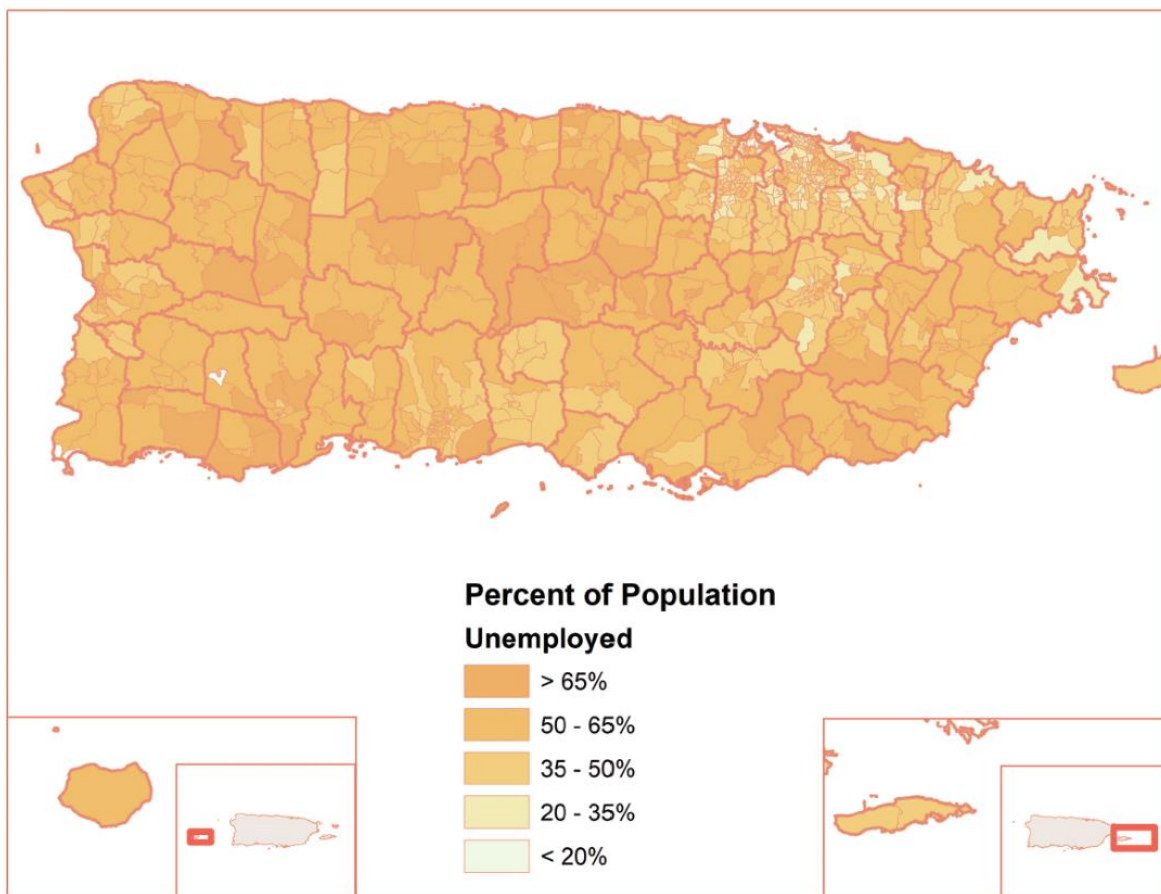 Percent of Population
Unemployed
> 65%
50 - 65%
35 - 50%
20 - 35%
< 20%